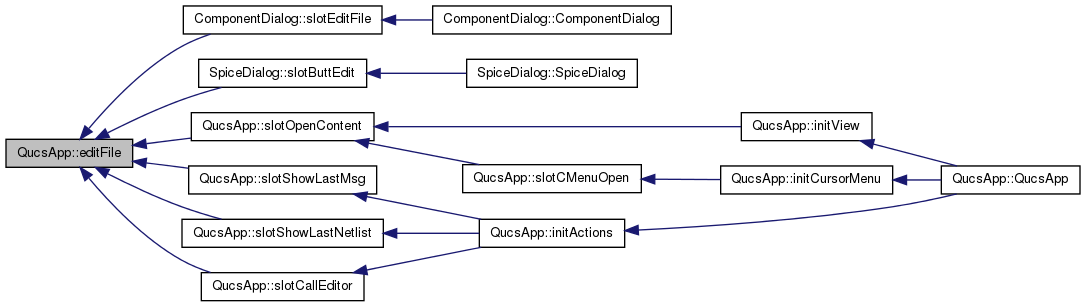 ComponentDialog::slotEditFile
ComponentDialog::ComponentDialog
SpiceDialog::slotButtEdit
SpiceDialog::SpiceDialog
QucsApp::slotOpenContent
QucsApp::initView
QucsApp::editFile
QucsApp::slotShowLastMsg
QucsApp::slotCMenuOpen
QucsApp::initCursorMenu
QucsApp::QucsApp
QucsApp::slotShowLastNetlist
QucsApp::initActions
QucsApp::slotCallEditor